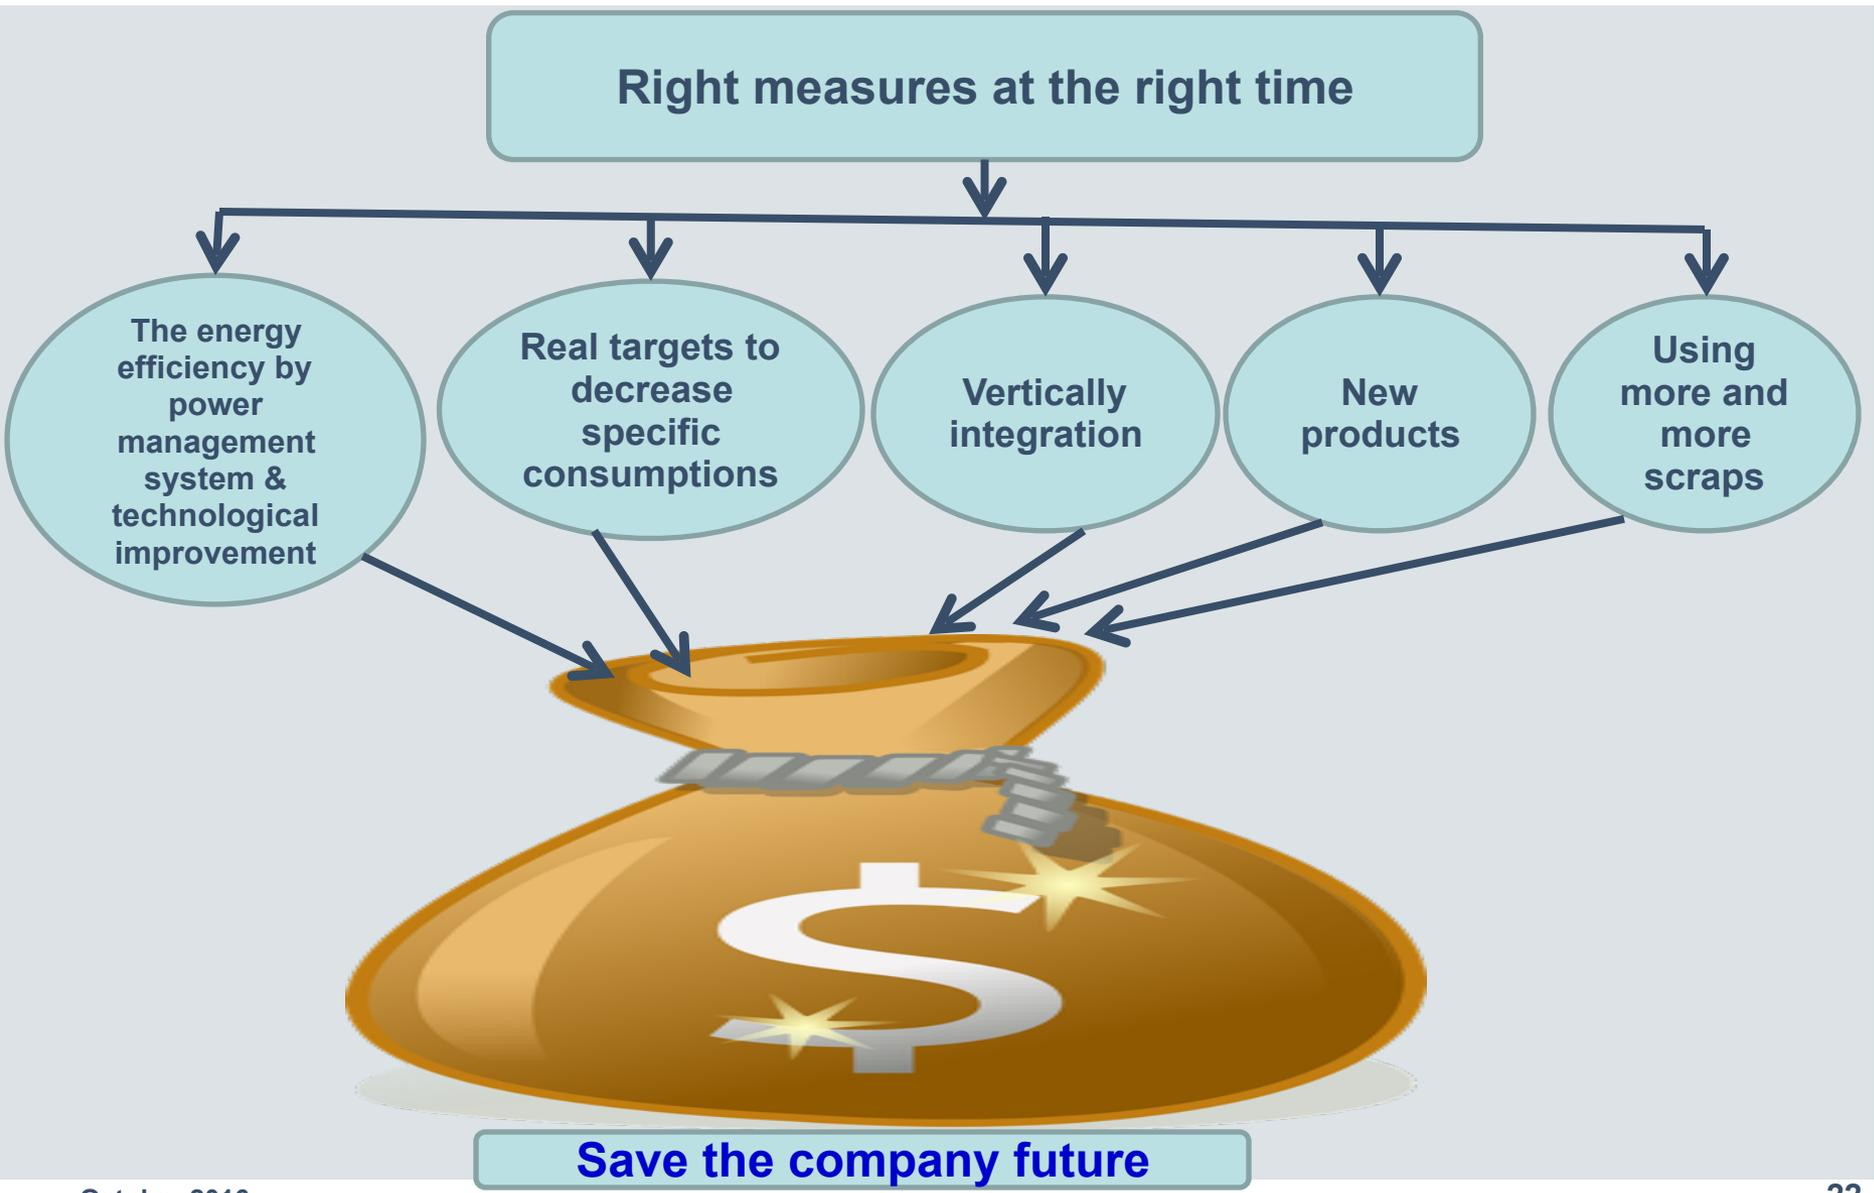 Right measures at the right time
The energy
efficiency by
power
management
system &
technological
improvement
Real targets to
decrease
specific
consumptions
Vertically
integration
New
products
Using
more and
more
scraps
$
Save the company future